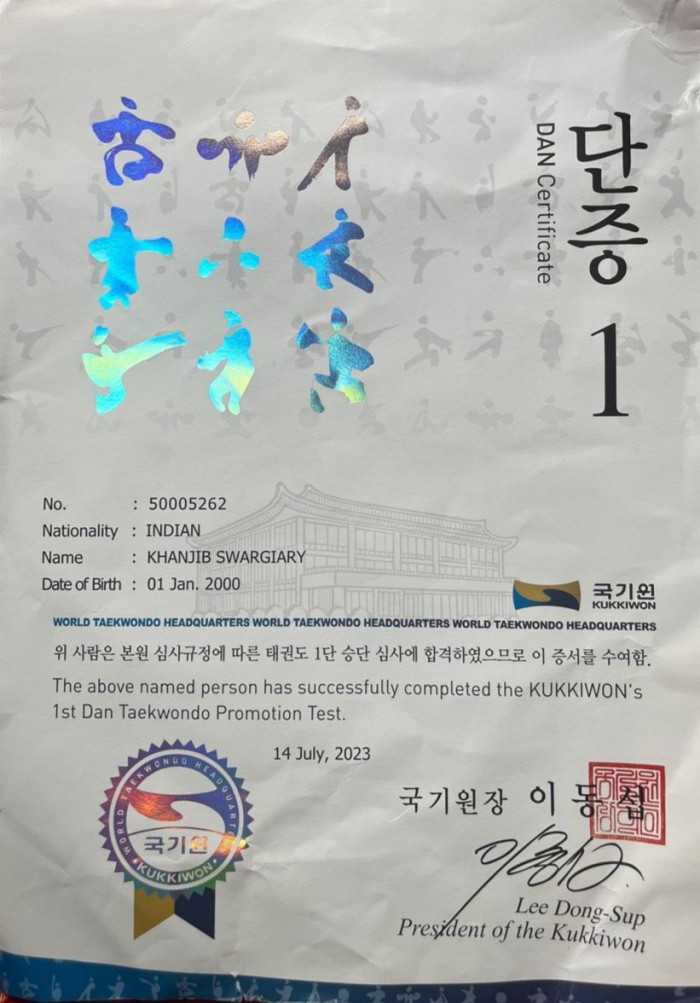 단증 1
DAN Certificate
No. : 50005262
Nationality : INDIAN
Name : KHANJIB SWARGIARY
Date of Birth : 01 Jan. 2000
국기원
KUKKIWON
WORLD TAEKWONDO HEADQUARTERS WORLD TAEKWONDO HEADQUARTERS WORLD TAEKWONDO HEADQUARTERS
위 사람은 본원 심사규정에 따른 태권도 1단 승단 심사에 합격하였으므로 이 증서를 수여함.
The above named person has successfully completed the KUKKIWON's
1st Dan Taekwondo Promotion Test.
14 July, 2023
WORLD TAEKWONDO HEADQUARTERS
국기원
KUKKIWON
국기원장 이동섭
Lee Dong-Sup
President of the Kukkiwon